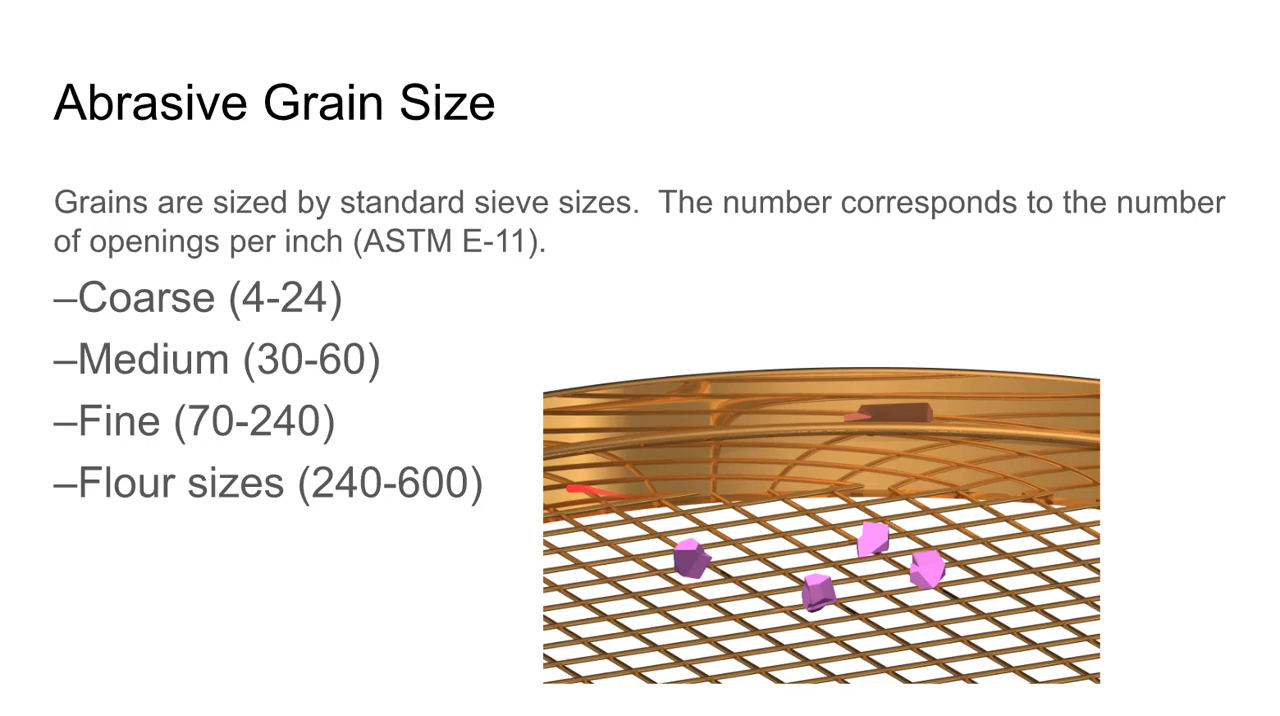 Abrasive Grain Size
Grains are sized by standard sieve sizes.  The number corresponds to the number
of openings per inch (ASTM E-11).
–Coarse (4-24)
–Medium (30-60)
–Fine (70-240)
–Flour sizes (240-600)